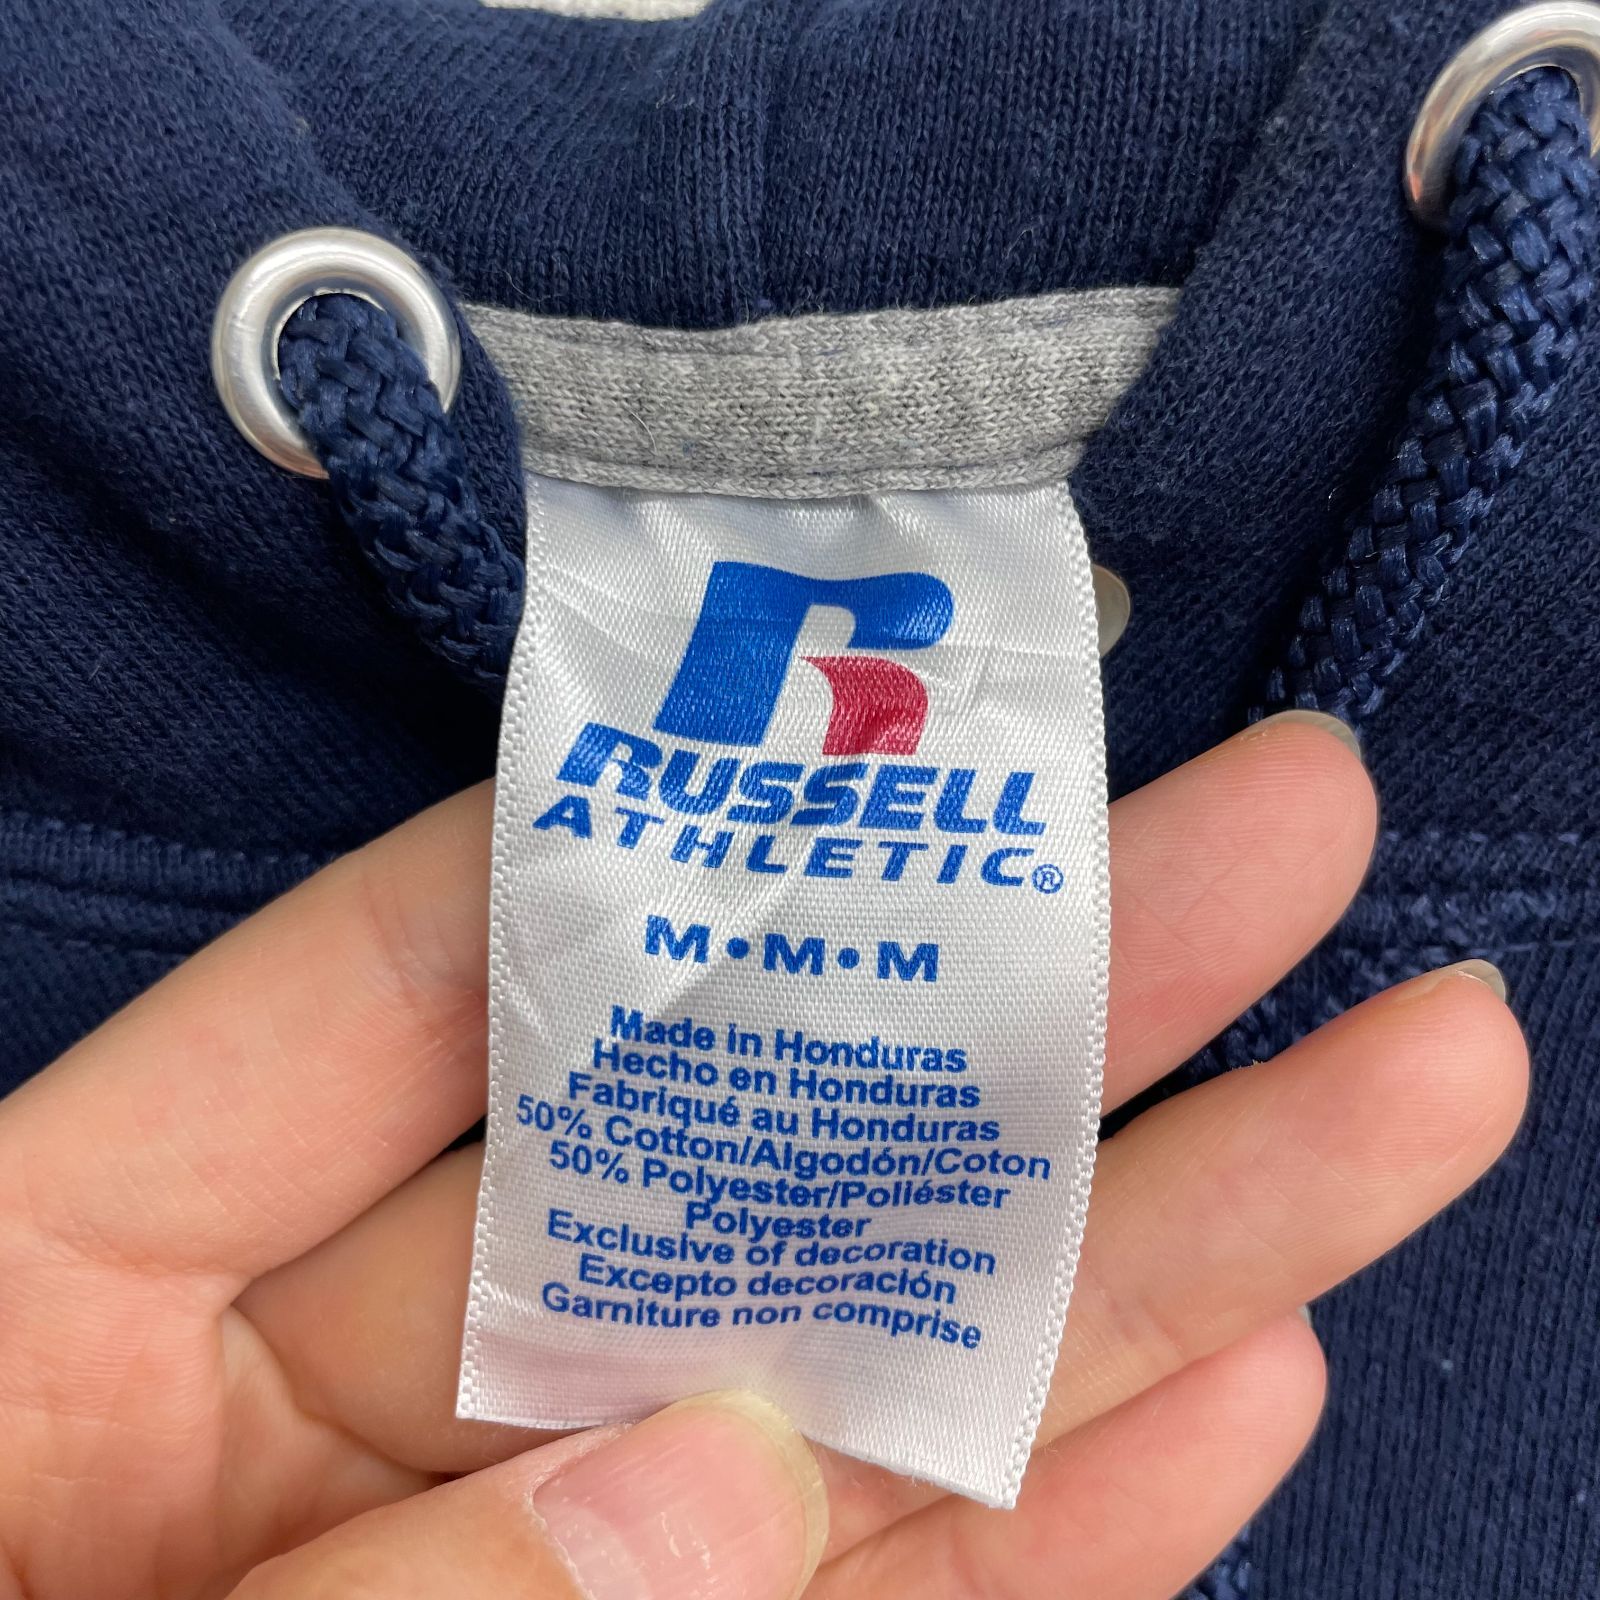 RUSSELL
ATHLETIC®
M•M•M
Made in Honduras
Hecho en Honduras
Fabriqué au Honduras
50% Cotton/Algodón/Coton
50% Polyester/Poliéster
Polyester
Exclusive of decoration
Excepto decoración
Garniture non comprise